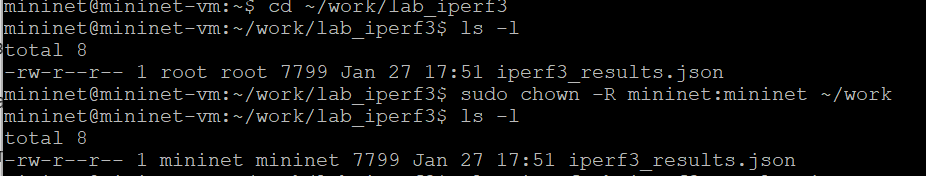 mininet@mininet-vm:~$ cd ~/work/lab_iperf3
mininet@mininet-vm:~/work/lab_iperf3$ ls -l
total 8
-rw-r--r-- 1 root root 7799 Jan 27 17:51 iperf3_results.json
mininet@mininet-vm:~/work/lab_iperf3$ sudo chown -R mininet:mininet ~/work
mininet@mininet-vm:~/work/lab_iperf3$ ls -l
total 8
-rw-r--r-- 1 mininet mininet 7799 Jan 27 17:51 iperf3_results.json